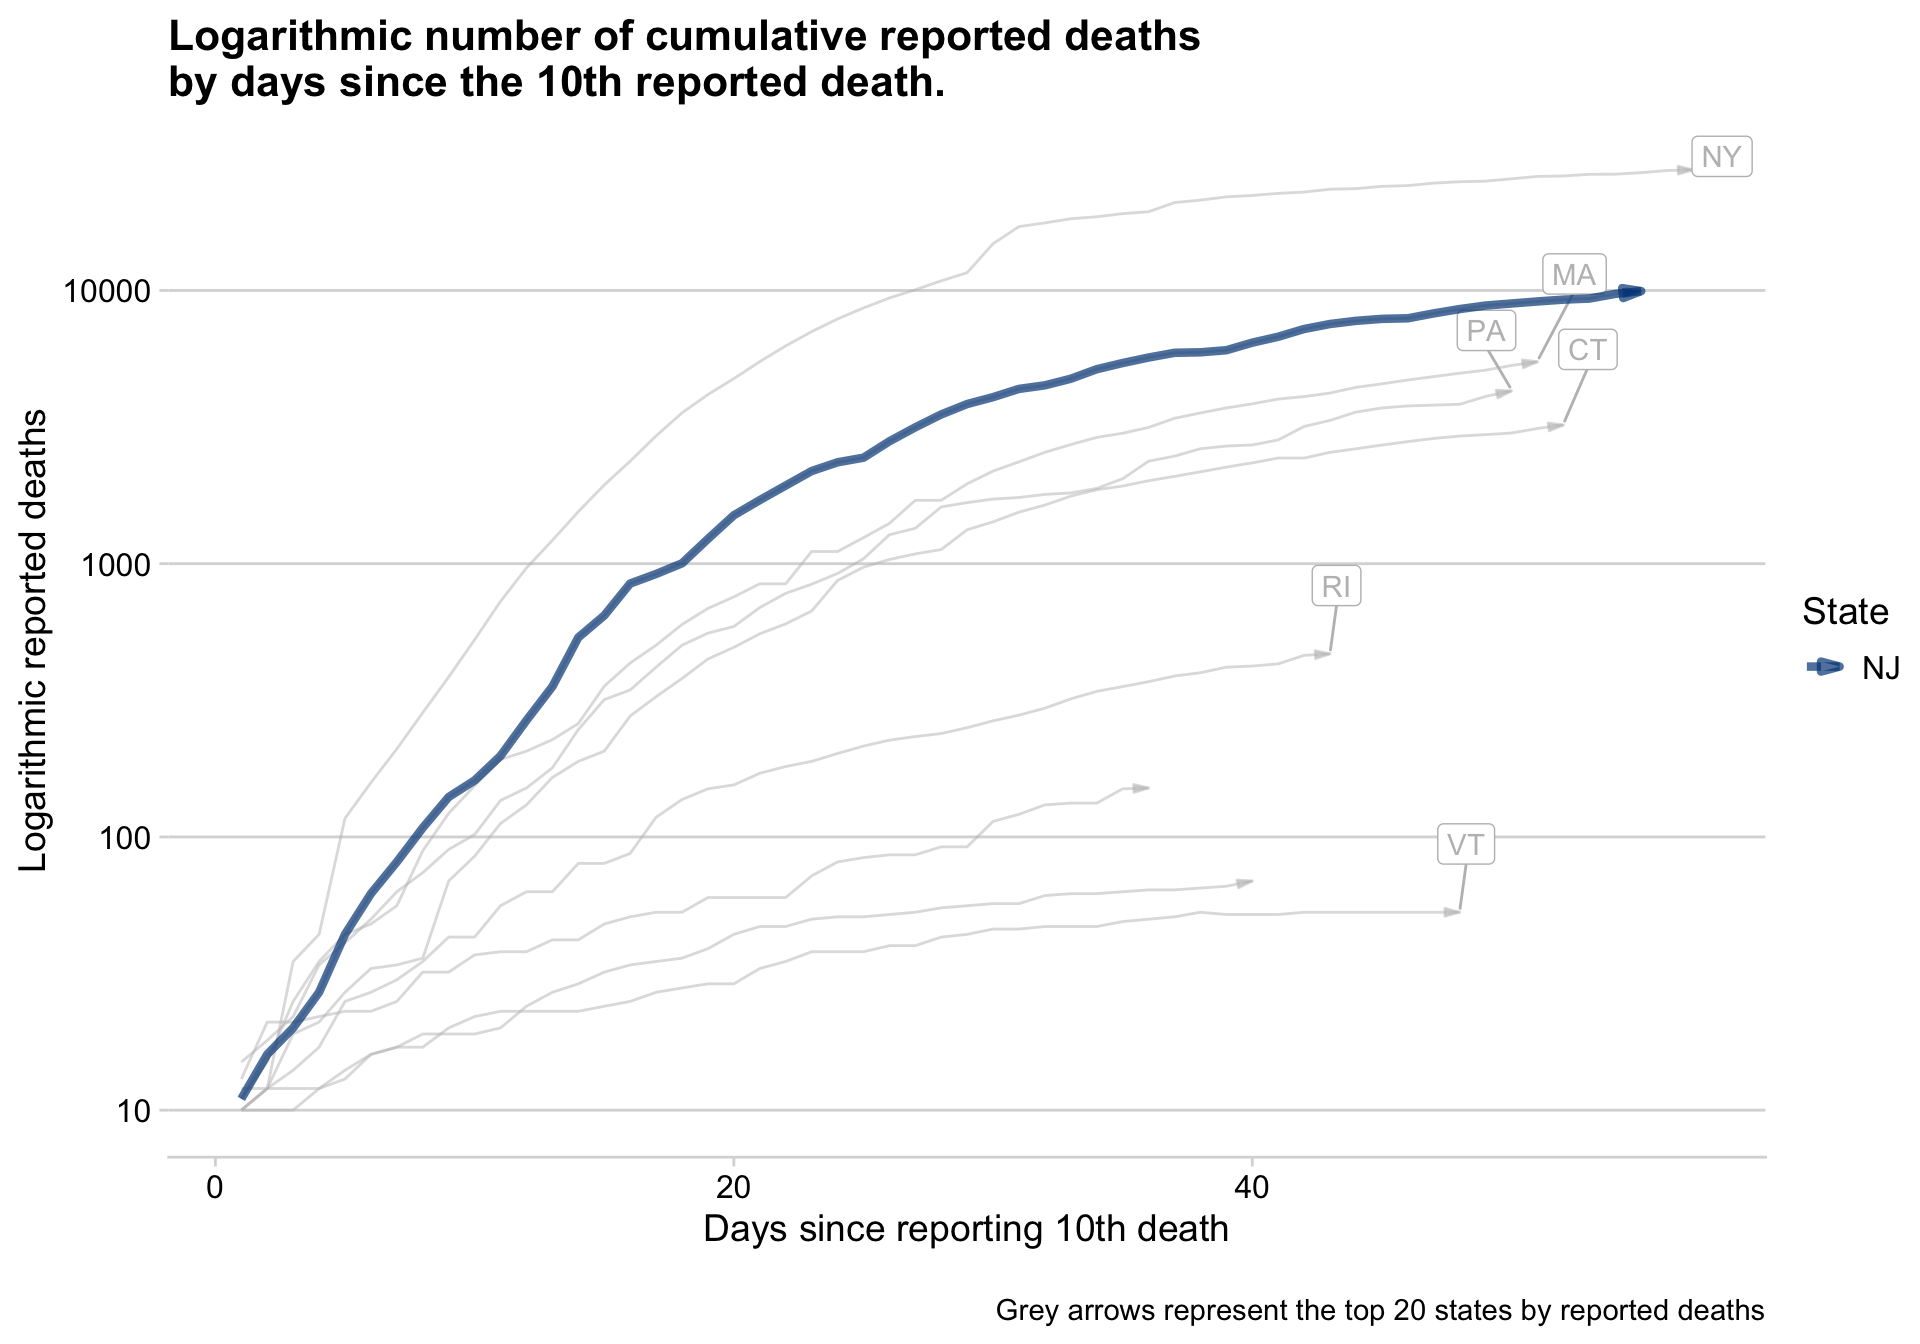 Logarithmic number of cumulative reported deaths
by days since the 10th reported death.
NY
10000
MA
PA
CT
1000
RI
100
VT
10
0
20
40
Logarithmic reported deaths
Days since reporting 10th death
State
NJ
Grey arrows represent the top 20 states by reported deaths